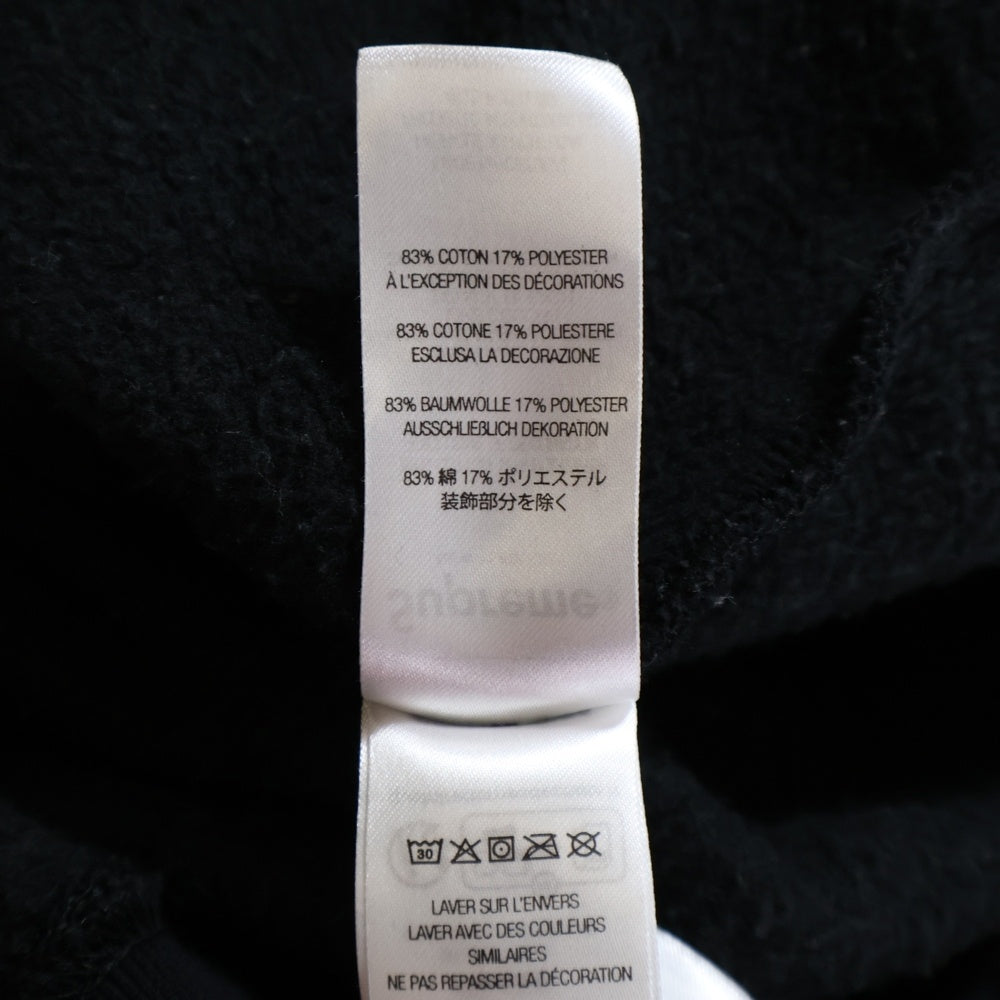 83% COTON 17% POLYESTER
À L'EXCEPTION DES DÉCORATIONS
83% COTONE 17% POLIESTERE
ESCLUSA LA DECORAZIONE
83% BAUMWOLLE 17% POLYESTER
AUSSCHLIEẞLICH DEKORATION
83% 綿 17% ポリエステル
装飾部分を除く
Supreme
30
LAVER SUR L'ENVERS
LAVER AVEC DES COULEURS
SIMILAIRES
NE PAS REPASSER LA DÉCORATION